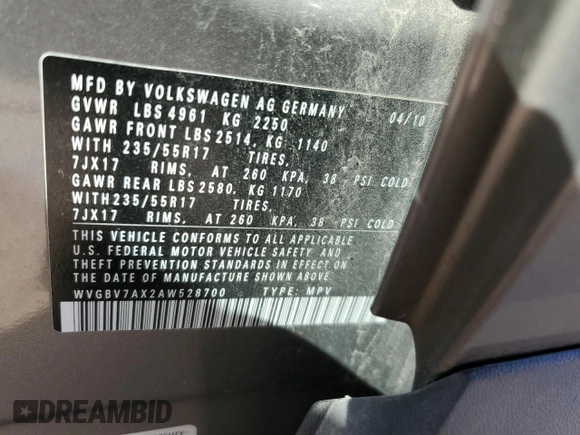 MFD BY VOLKSWAGEN AG GERMANY 04/10
GVWR LBS 4961 KG 2250
GAWR FRONT LBS 2514, KG 1140
WITH 235/55R17 TIRES,
7JX17 RIMS, AT 260 KPA, 38 PSI COLD
GAWR REAR LBS 2580, KG 1170
WITH235/55R17 TIRES,
7JX17 RIMS, AT 260 KPA, 38 PSI COLD
THIS VEHICLE CONFORMS TO ALL APPLICABLE
U.S. FEDERAL MOTOR VEHICLE SAFETY AND
THEFT PREVENTION STANDARDS IN EFFECT ON
THE DATE OF MANUFACTURE SHOWN ABOVE.
WVGBV7AX2AW528700 TYPE: MPV
DREAMBID